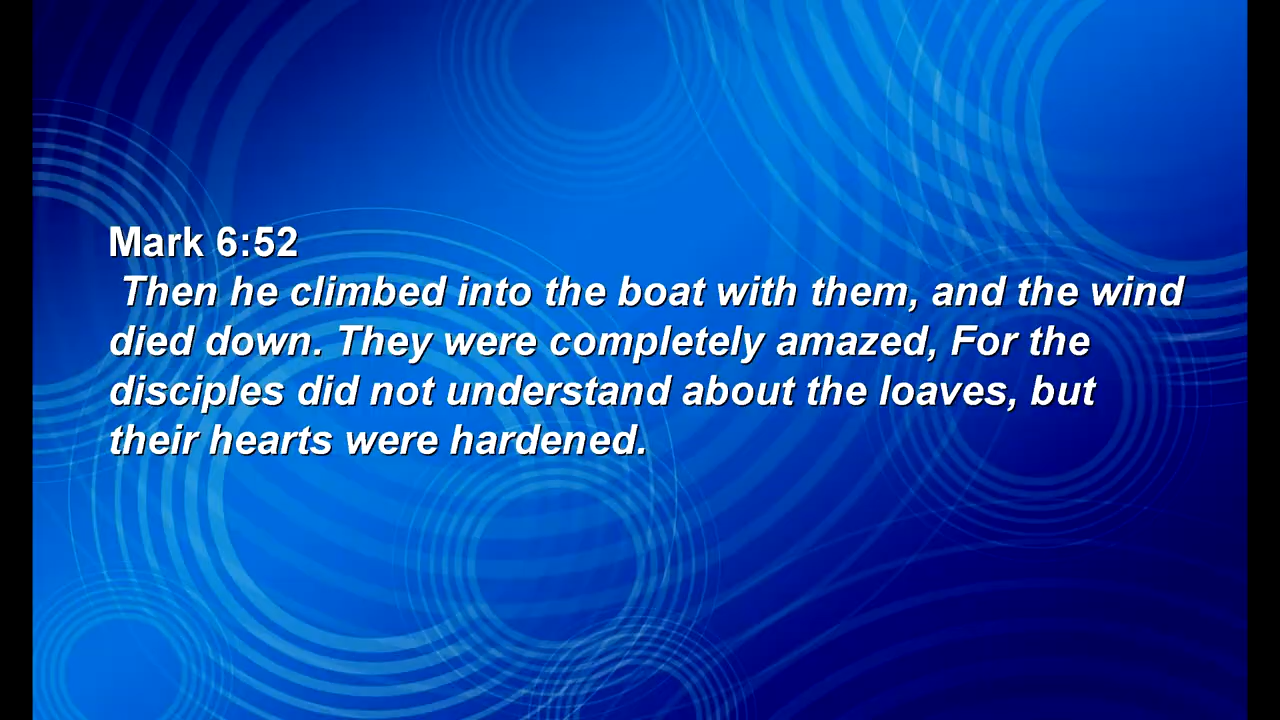 Mark 6:52
Then he climbed into the boat with them, and the wind
died down. They were completely amazed, For the
disciples did not understand about the loaves, but
their hearts were hardened.